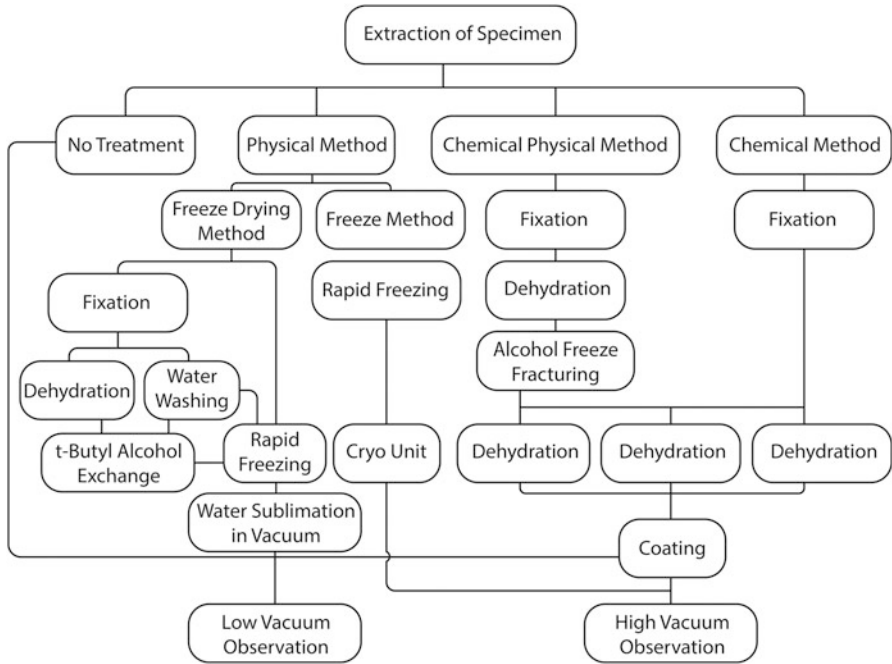 Extraction of Specimen
No Treatment
Physical Method
Chemical Physical Method
Chemical Method
Freeze Drying
Method
Freeze Method
Fixation
Fixation
Fixation
Rapid Freezing
Dehydration
Alcohol Freeze
Fracturing
Dehydration
Water
Washing
t-Butyl Alcohol
Exchange
Rapid
Freezing
Cryo Unit
Dehydration
Dehydration
Dehydration
Water Sublimation
in Vacuum
Coating
Low Vacuum
Observation
High Vacuum
Observation